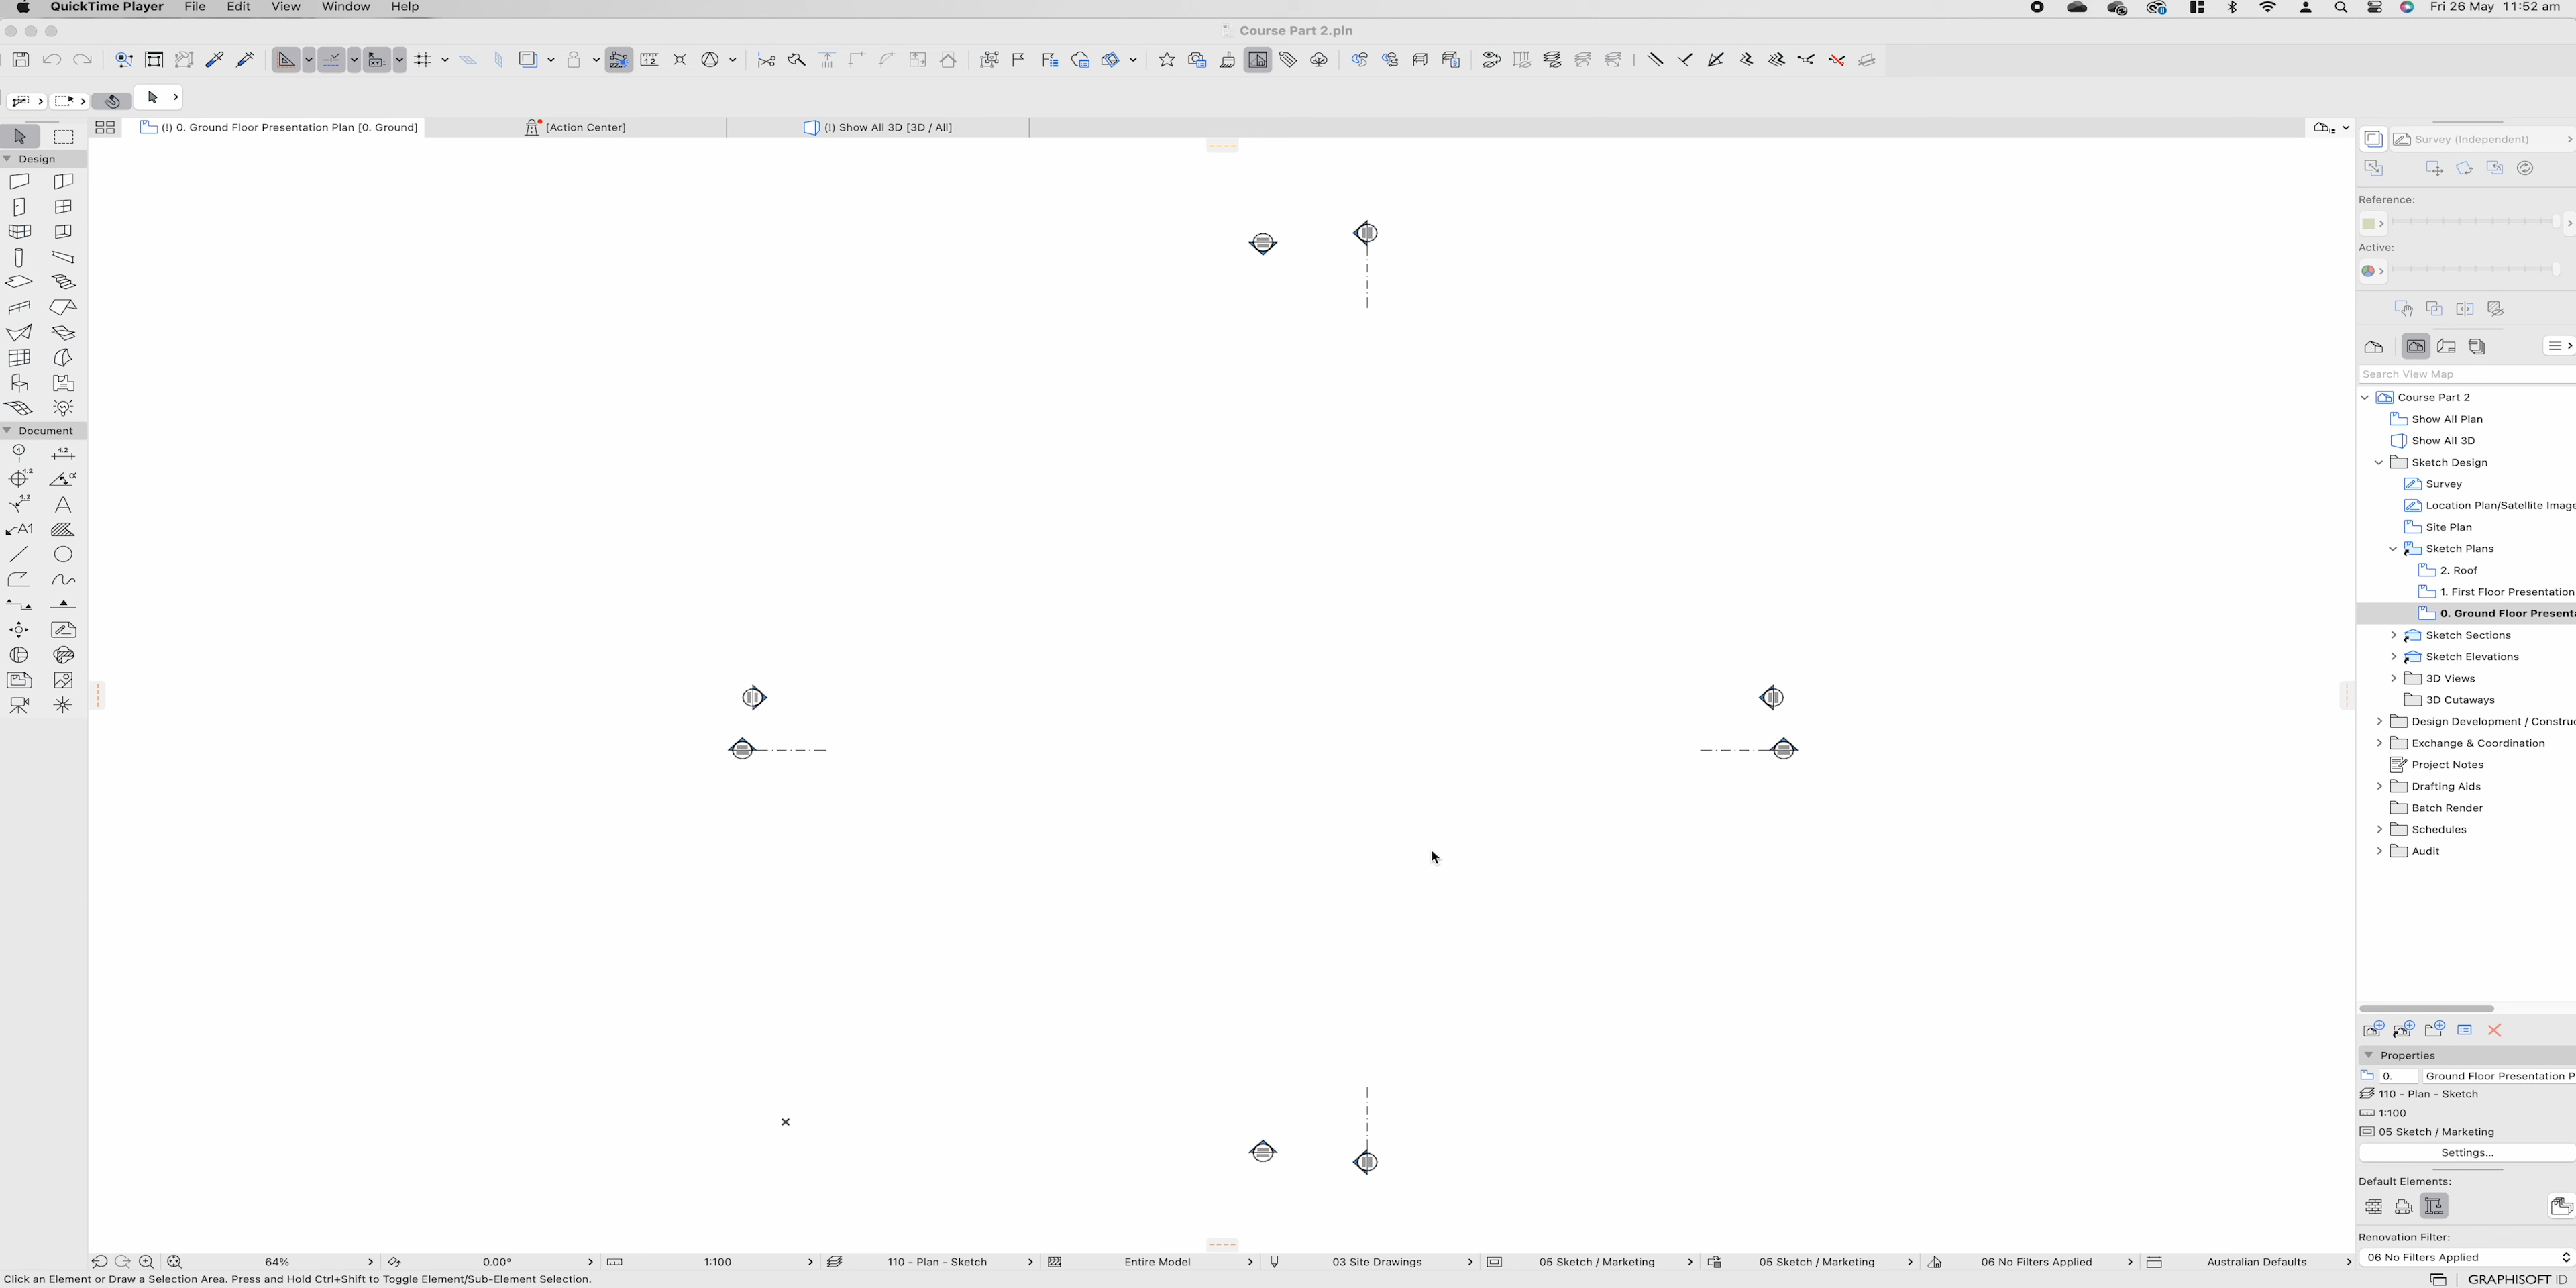 QuickTime Player File Edit View Window Help Fri 26 May 11:52 am
Course Part 2.pln
(!) 0. Ground Floor Presentation Plan [0. Ground] [Action Center] (!) Show All 3D [3D / All]
Survey (Independent)
Design
Reference:
Active:
Search View Map
Course Part 2
Show All Plan
Show All 3D
Sketch Design
Survey
Location Plan/Satellite Image
Site Plan
Sketch Plans
2. Roof
1. First Floor Presentation
0. Ground Floor Presenta
Sketch Sections
Sketch Elevations
3D Views
3D Cutaways
Design Development / Construc
Exchange & Coordination
Project Notes
Drafting Aids
Batch Render
Schedules
Audit
Document
Properties
0. Ground Floor Presentation P
110 - Plan - Sketch
1:100
05 Sketch / Marketing
Settings...
Default Elements:
Renovation Filter:
06 No Filters Applied
64% 0.00° 1:100 110 - Plan - Sketch Entire Model 03 Site Drawings 05 Sketch / Marketing 05 Sketch / Marketing 06 No Filters Applied Australian Defaults
Click an Element or Draw a Selection Area. Press and Hold Ctrl+Shift to Toggle Element/Sub-Element Selection.
GRAPHISOFT ID